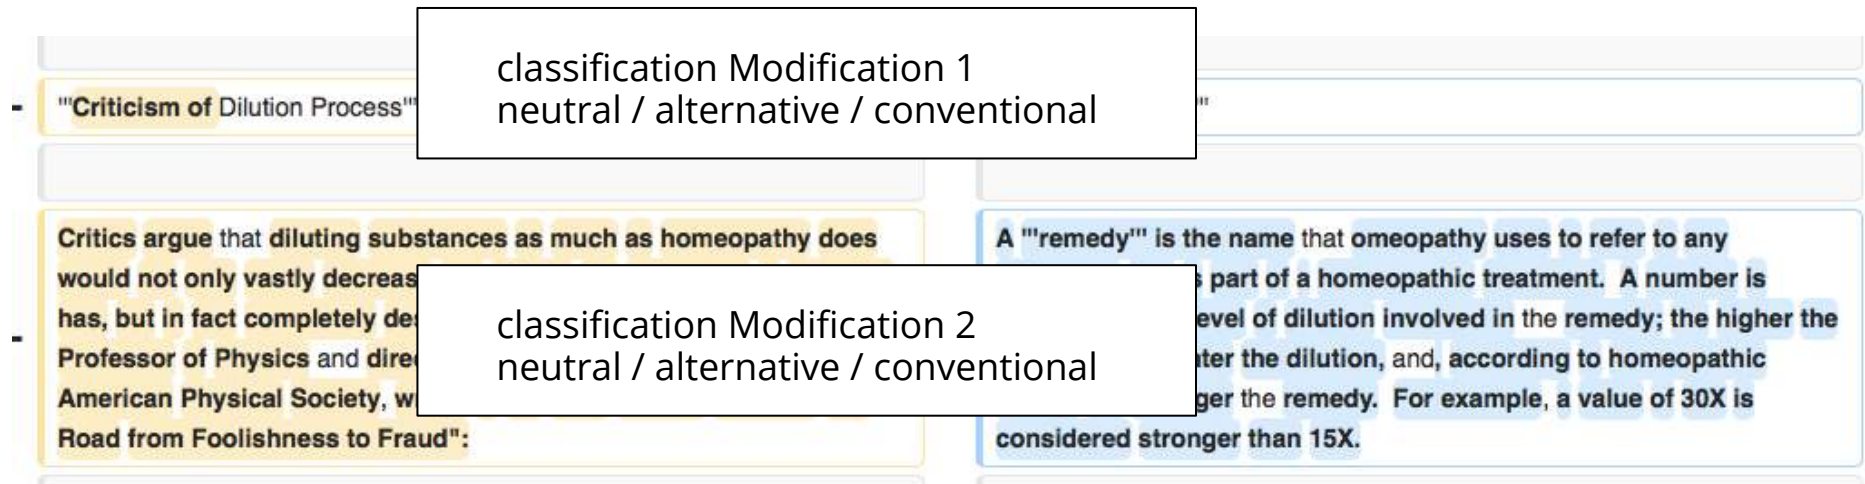 classification Modification 1
neutral / alternative / conventional
- '''Criticism of Dilution Process'''
Critics argue that diluting substances as much as homeopathy does
would not only vastly decreas
has, but in fact completely des
- Professor of Physics and direc
American Physical Society, w
Road from Foolishness to Fraud":
classification Modification 2
neutral / alternative / conventional
A '''remedy''' is the name that omeopathy uses to refer to any
part of a homeopathic treatment. A number is
evel of dilution involved in the remedy; the higher the
ter the dilution, and, according to homeopathic
ger the remedy. For example, a value of 30X is
considered stronger than 15X.